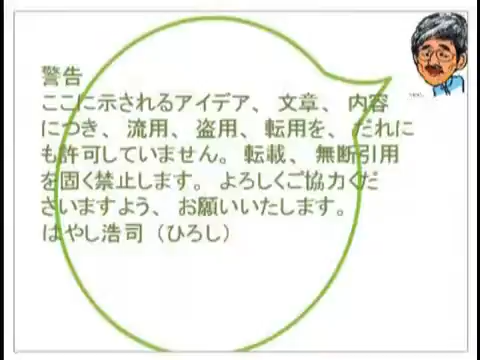 警告
ここに示されるアイデア、 文章、 内容
につき、 流用、 盗用、 転用を、 だれに
も許可していません。 転載、 無断引用
を固く禁止します。 よろしくご協力くだ
さいますよう、 お願いいたします。
はやし浩司 （ひろし）